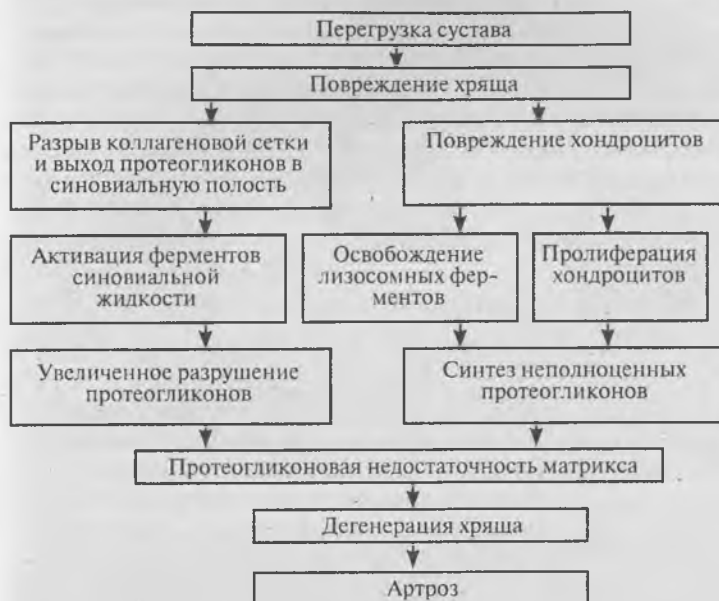 Перегрузка сустава
Повреждение хряща
Разрыв коллагеновой сетки
и выход протеогликонов в
синовиальную полость
Повреждение хондроцитов
Активация ферментов
синовиальной
жидкости
Освобождение
лизосомных фер-
ментов
Пролиферация
хондроцитов
Увеличенное разрушение
протеогликонов
Синтез неполноценных
протеогликонов
Протеогликоновая недостаточность матрикса
Дегенерация хряща
Артроз